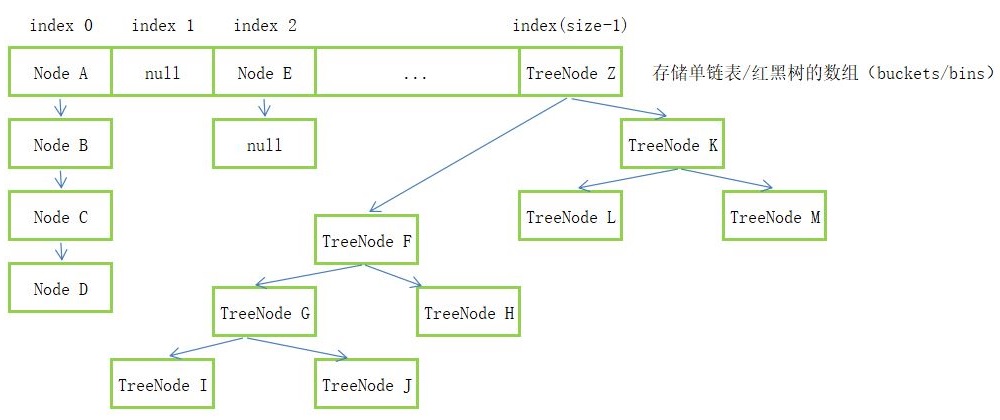 index 0 index 1 index 2 index(size-1)
Node A null Node E ... TreeNode Z 存储单链表/红黑树的数组（buckets/bins）
Node B null TreeNode K
Node C TreeNode L TreeNode M
TreeNode F
Node D
TreeNode G TreeNode H
TreeNode I TreeNode J